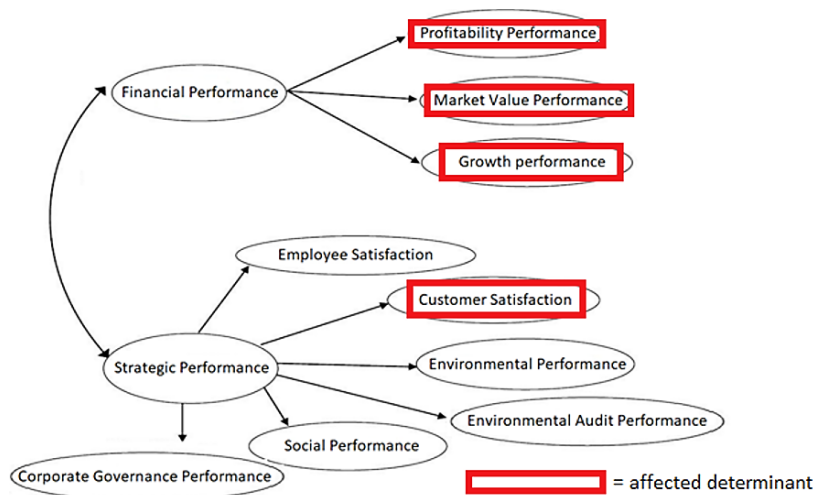 Profitability Performance
Financial Performance
Market Value Performance
Growth performance
Employee Satisfaction
Customer Satisfaction
Strategic Performance
Environmental Performance
Environmental Audit Performance
Social Performance
Corporate Governance Performance
= affected determinant